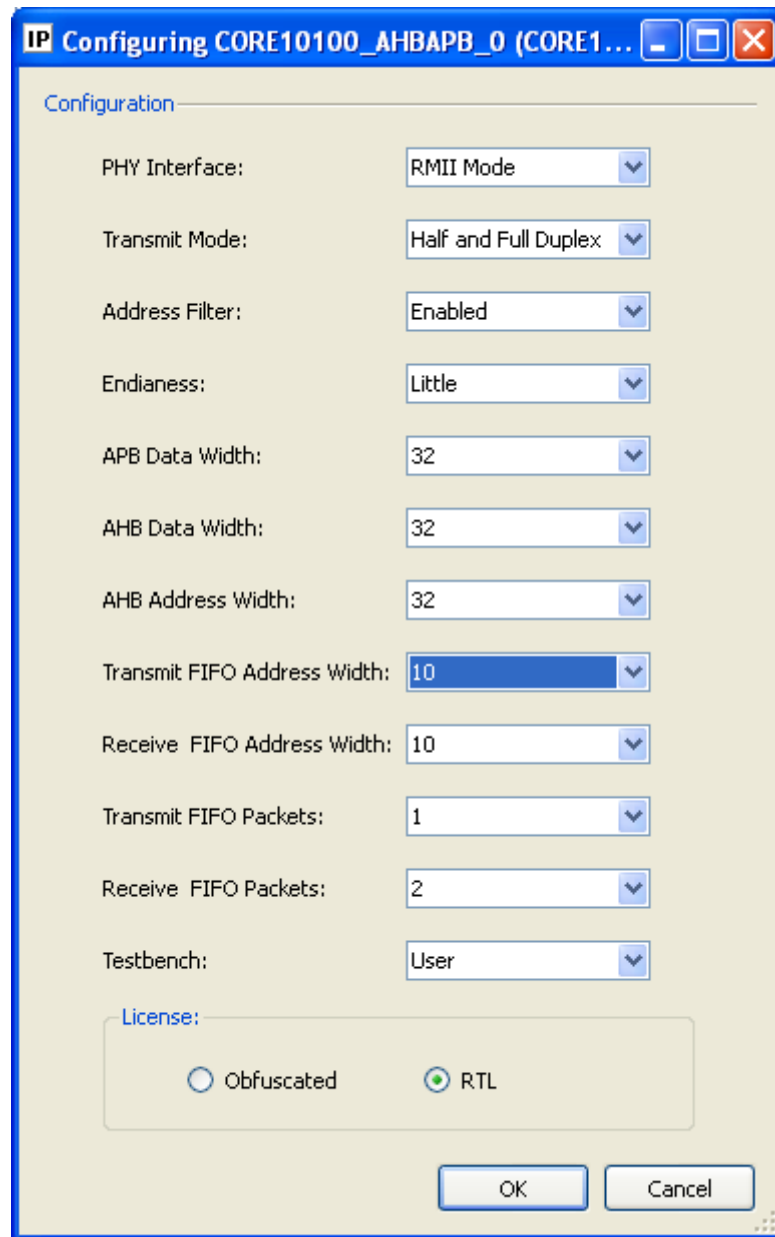 IP Configuring CORE10100_AHBAPB_0 (CORE1...
Configuration
PHY Interface: RMII Mode
Transmit Mode: Half and Full Duplex
Address Filter: Enabled
Endianess: Little
APB Data Width: 32
AHB Data Width: 32
AHB Address Width: 32
Transmit FIFO Address Width: 10
Receive FIFO Address Width: 10
Transmit FIFO Packets: 1
Receive FIFO Packets: 2
Testbench: User
License:
Obfuscated RTL
OK Cancel